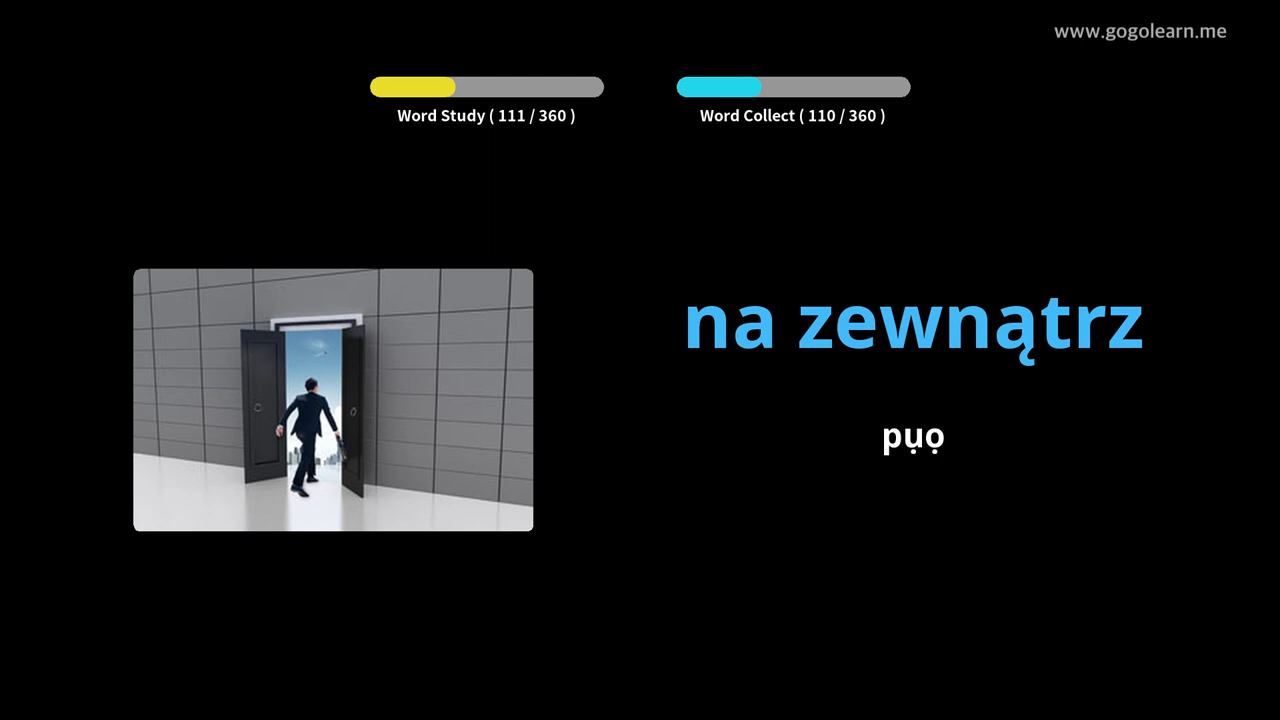 www.gogolearn.me
Word Study ( 111 / 360 )
Word Collect ( 110 / 360 )
na zewnątrz
pụọ